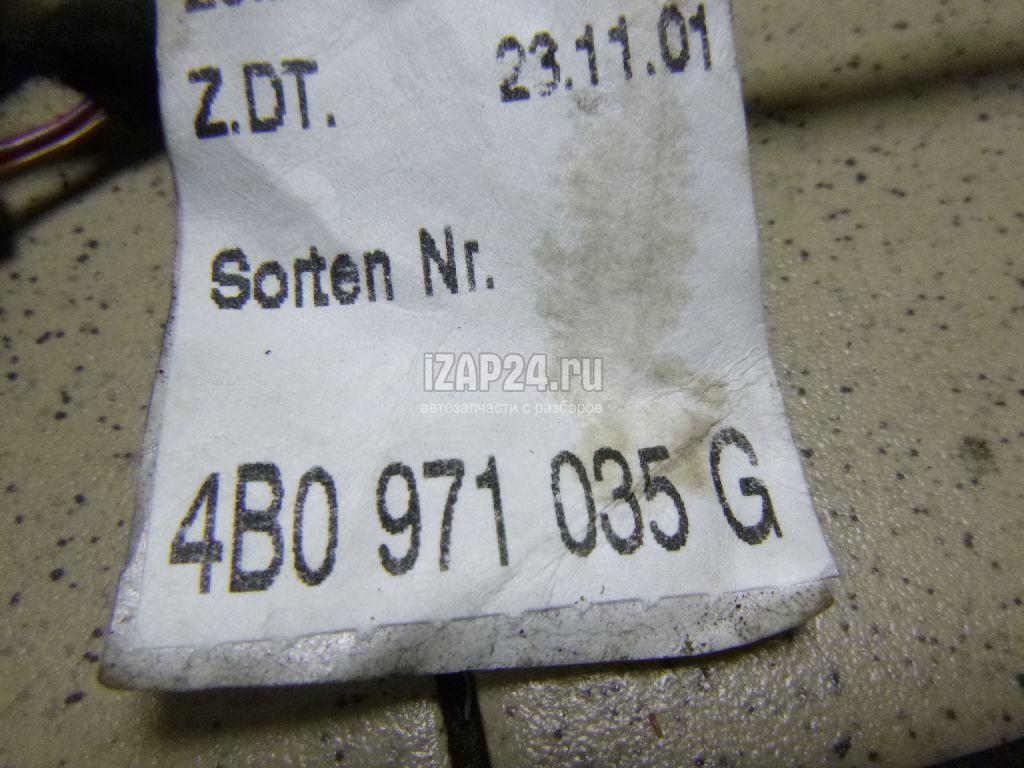 Z.DT. 23.11.01
Sorten Nr.
iZAP24.ru
автозапчасти с разборов
4B0 971 035 G